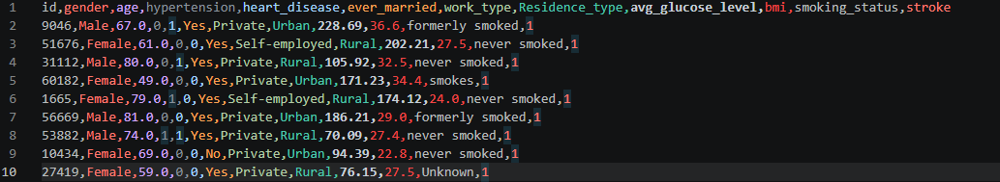 1 id,gender,age,hypertension,heart_disease,ever_married,work_type,Residence_type,avg_glucose_level,bmi,smoking_status,stroke
2 9046,Male,67.0,0,1,Yes,Private,Urban,228.69,36.6,formerly smoked,1
3 51676,Female,61.0,0,0,Yes,Self-employed,Rural,202.21,27.5,never smoked,1
4 31112,Male,80.0,0,1,Yes,Private,Rural,105.92,32.5,never smoked,1
5 60182,Female,49.0,0,0,Yes,Private,Urban,171.23,34.4,smokes,1
6 1665,Female,79.0,1,0,Yes,Self-employed,Rural,174.12,24.0,never smoked,1
7 56669,Male,81.0,0,0,Yes,Private,Urban,186.21,29.0,formerly smoked,1
8 53882,Male,74.0,1,1,Yes,Private,Rural,70.09,27.4,never smoked,1
9 10434,Female,69.0,0,0,No,Private,Urban,94.39,22.8,never smoked,1
10 27419,Female,59.0,0,0,Yes,Private,Rural,76.15,27.5,Unknown,1